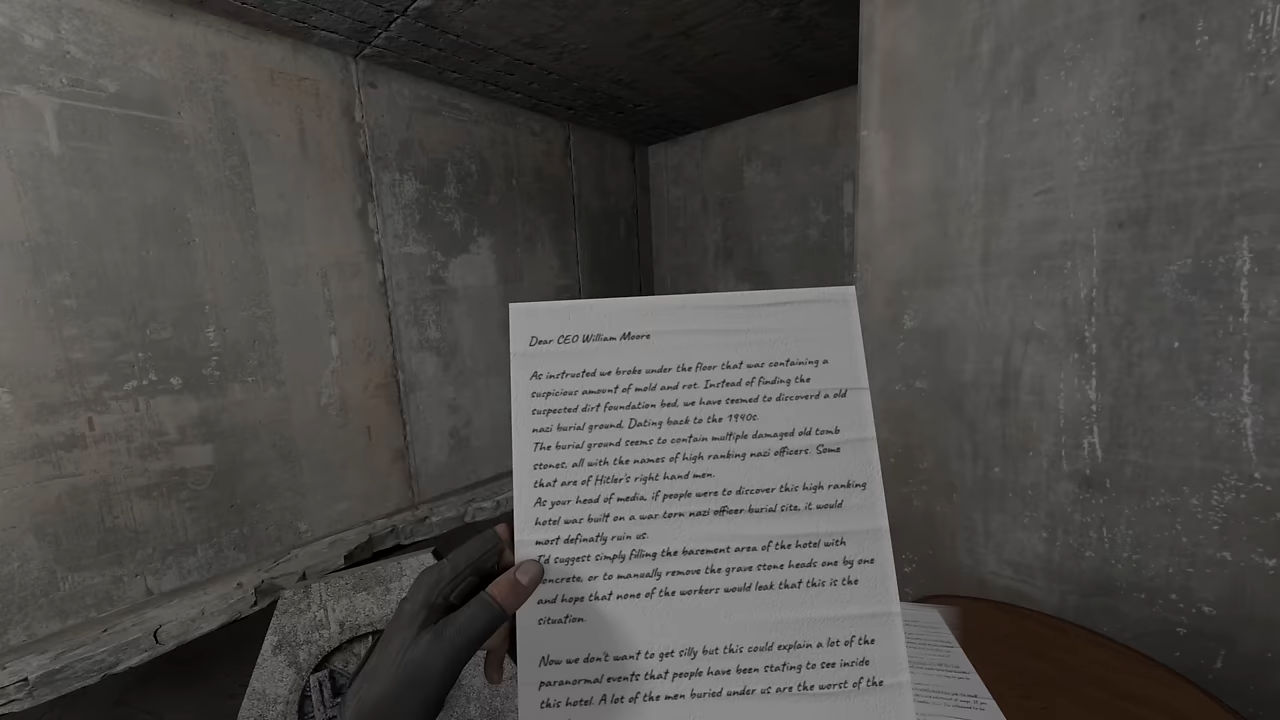 Dear CEO William Moore
As instructed we broke under the floor that was containing a
suspicious amount of mold and rot. Instead of finding the
suspected dirt foundation bed, we have seemed to discoverd a old
nazi burial ground, Dating back to the 1940s.
The burial ground seems to contain multiple damaged old tomb
stones, all with the names of high ranking nazi officers. Some
that are of Hitler's right hand men.
As your head of media, if people were to discover this high ranking
hotel was built on a war torn nazi officer burial site, it would
most definatly ruin us.
I'd suggest simply filling the basement area of the hotel with
oncrete, or to manually remove the grave stone heads one by one
and hope that none of the workers would leak that this is the
situation.
Now we don't want to get silly but this could explain a lot of the
paranormal events that people have been stating to see inside
this hotel. A lot of the men buried under us are the worst of the